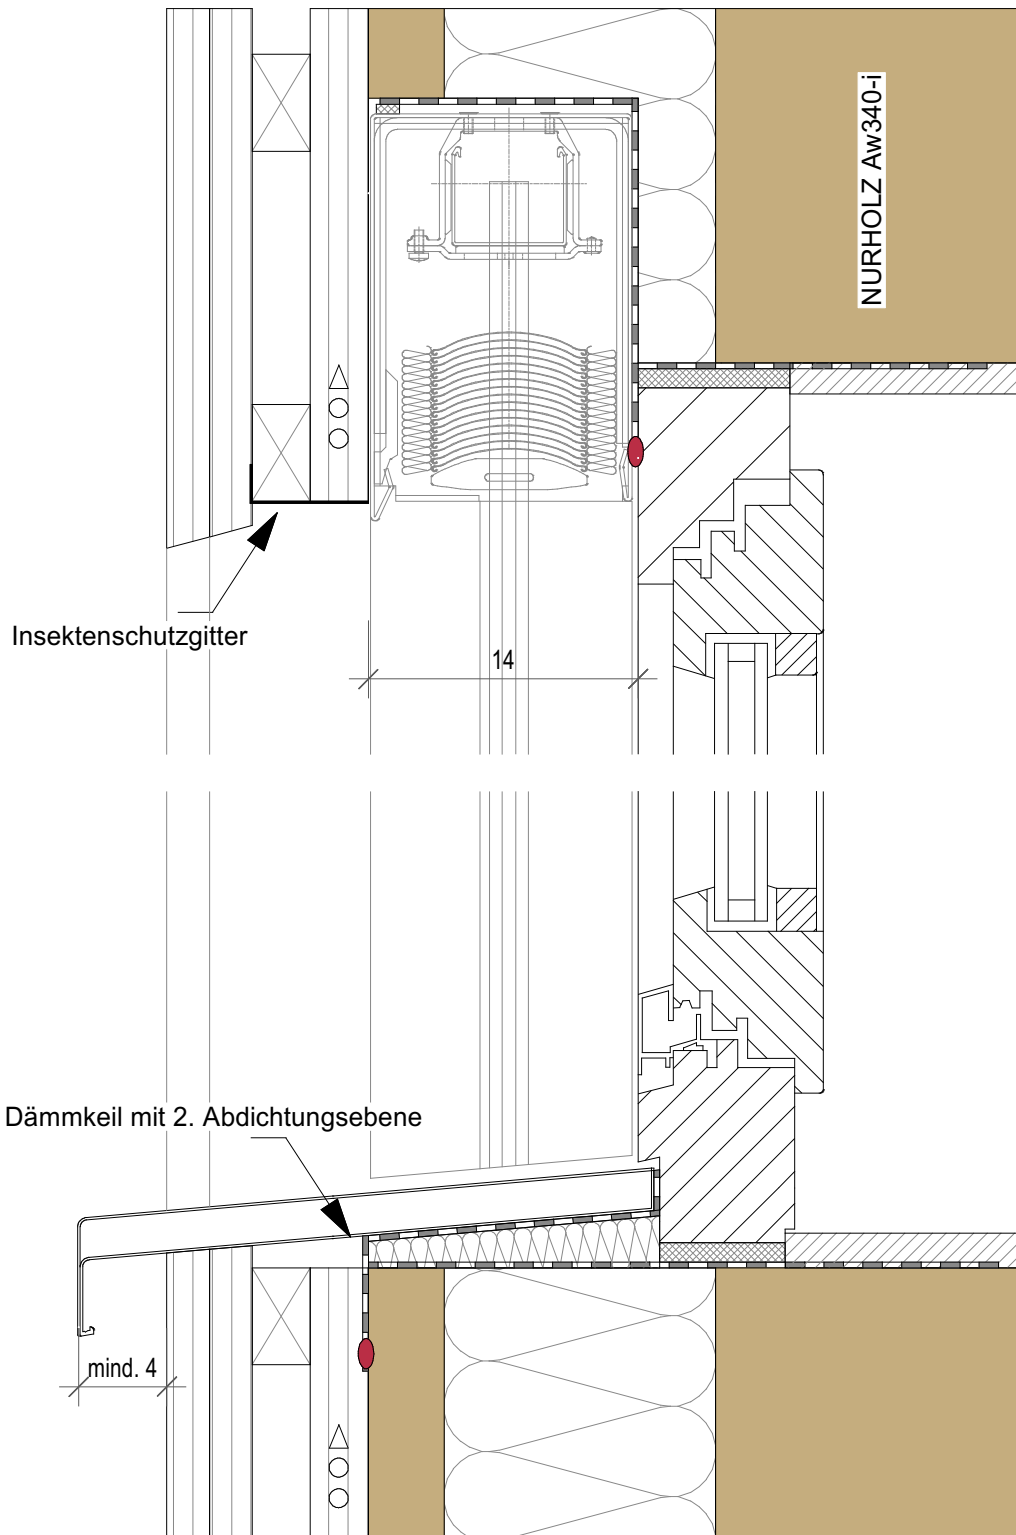 NURHOLZ Aw340-i
Insektenschutzgitter
14
Dämmkeil mit 2. Abdichtungsebene
mind. 4